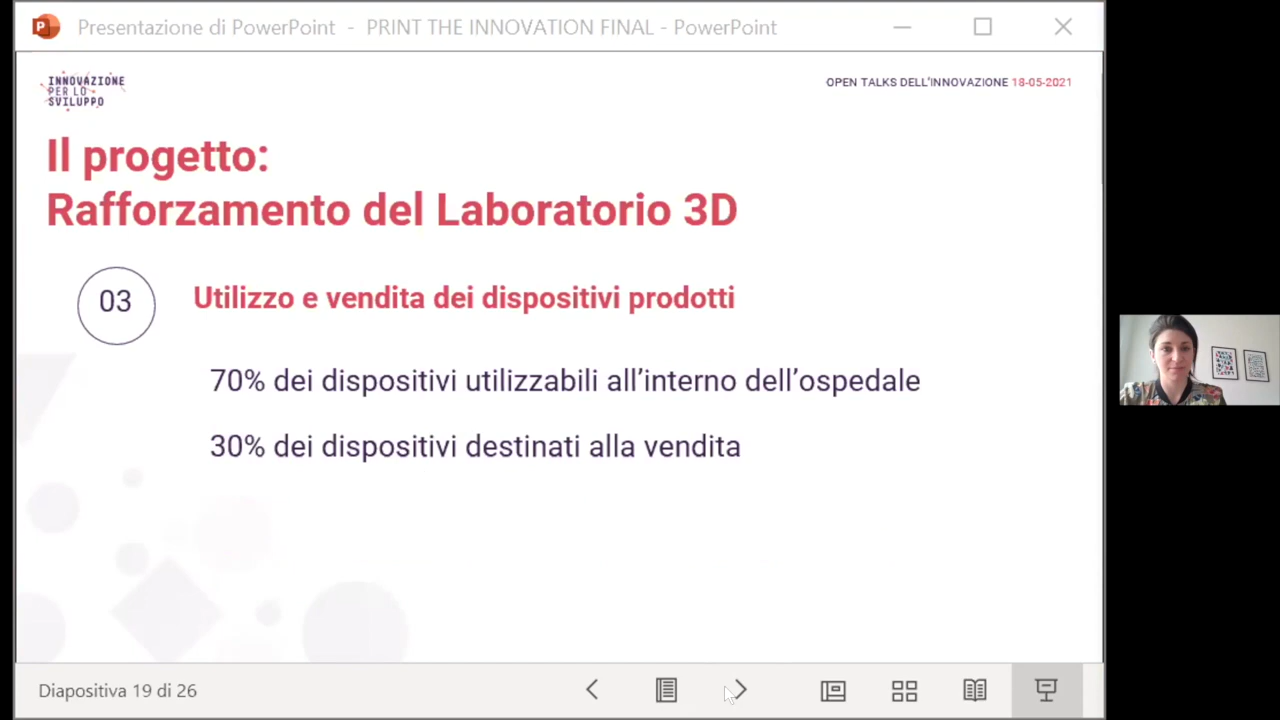 Presentazione di PowerPoint - PRINT THE INNOVATION FINAL - PowerPoint
INNOVAZIONE
PER LO
SVILUPPO
OPEN TALKS DELL'INNOVAZIONE 18-05-2021
Il progetto:
Rafforzamento del Laboratorio 3D
03
Utilizzo e vendita dei dispositivi prodotti
70% dei dispositivi utilizzabili all’interno dell’ospedale
30% dei dispositivi destinati alla vendita
Diapositiva 19 di 26